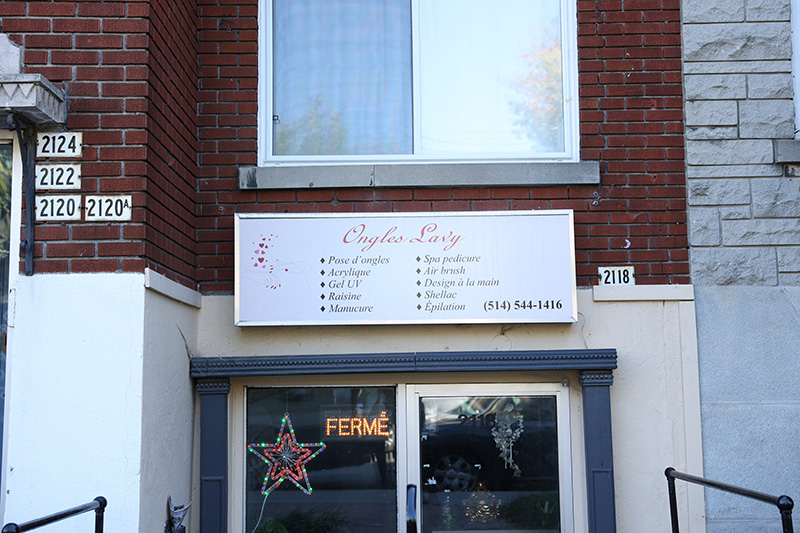 2124
2122
2120 2120A
Ongles Lavy
♦ Pose d'ongles
♦ Acrylique
♦ Gel UV
♦ Raisine
♦ Manucure
♦ Spa pedicure
♦ Air brush
♦ Design à la main
♦ Shellac
♦ Épilation
(514) 544-1416
2118
FERMÉ
2118